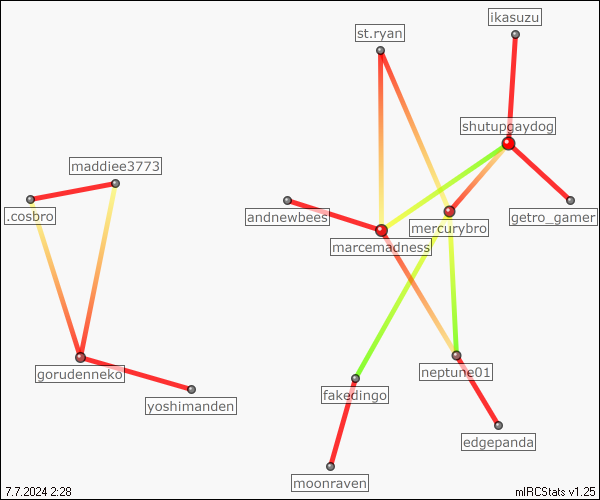 ikasuzu
st.ryan
shutupgaydog
maddiee3773
.cosbro
andnewbees
getro_gamer
mercurybro
marcemadness
gorudenneko
neptune01
fakedingo
yoshimanden
edgepanda
moonraven
7.7.2024 2:28
mIRCStats v1.25